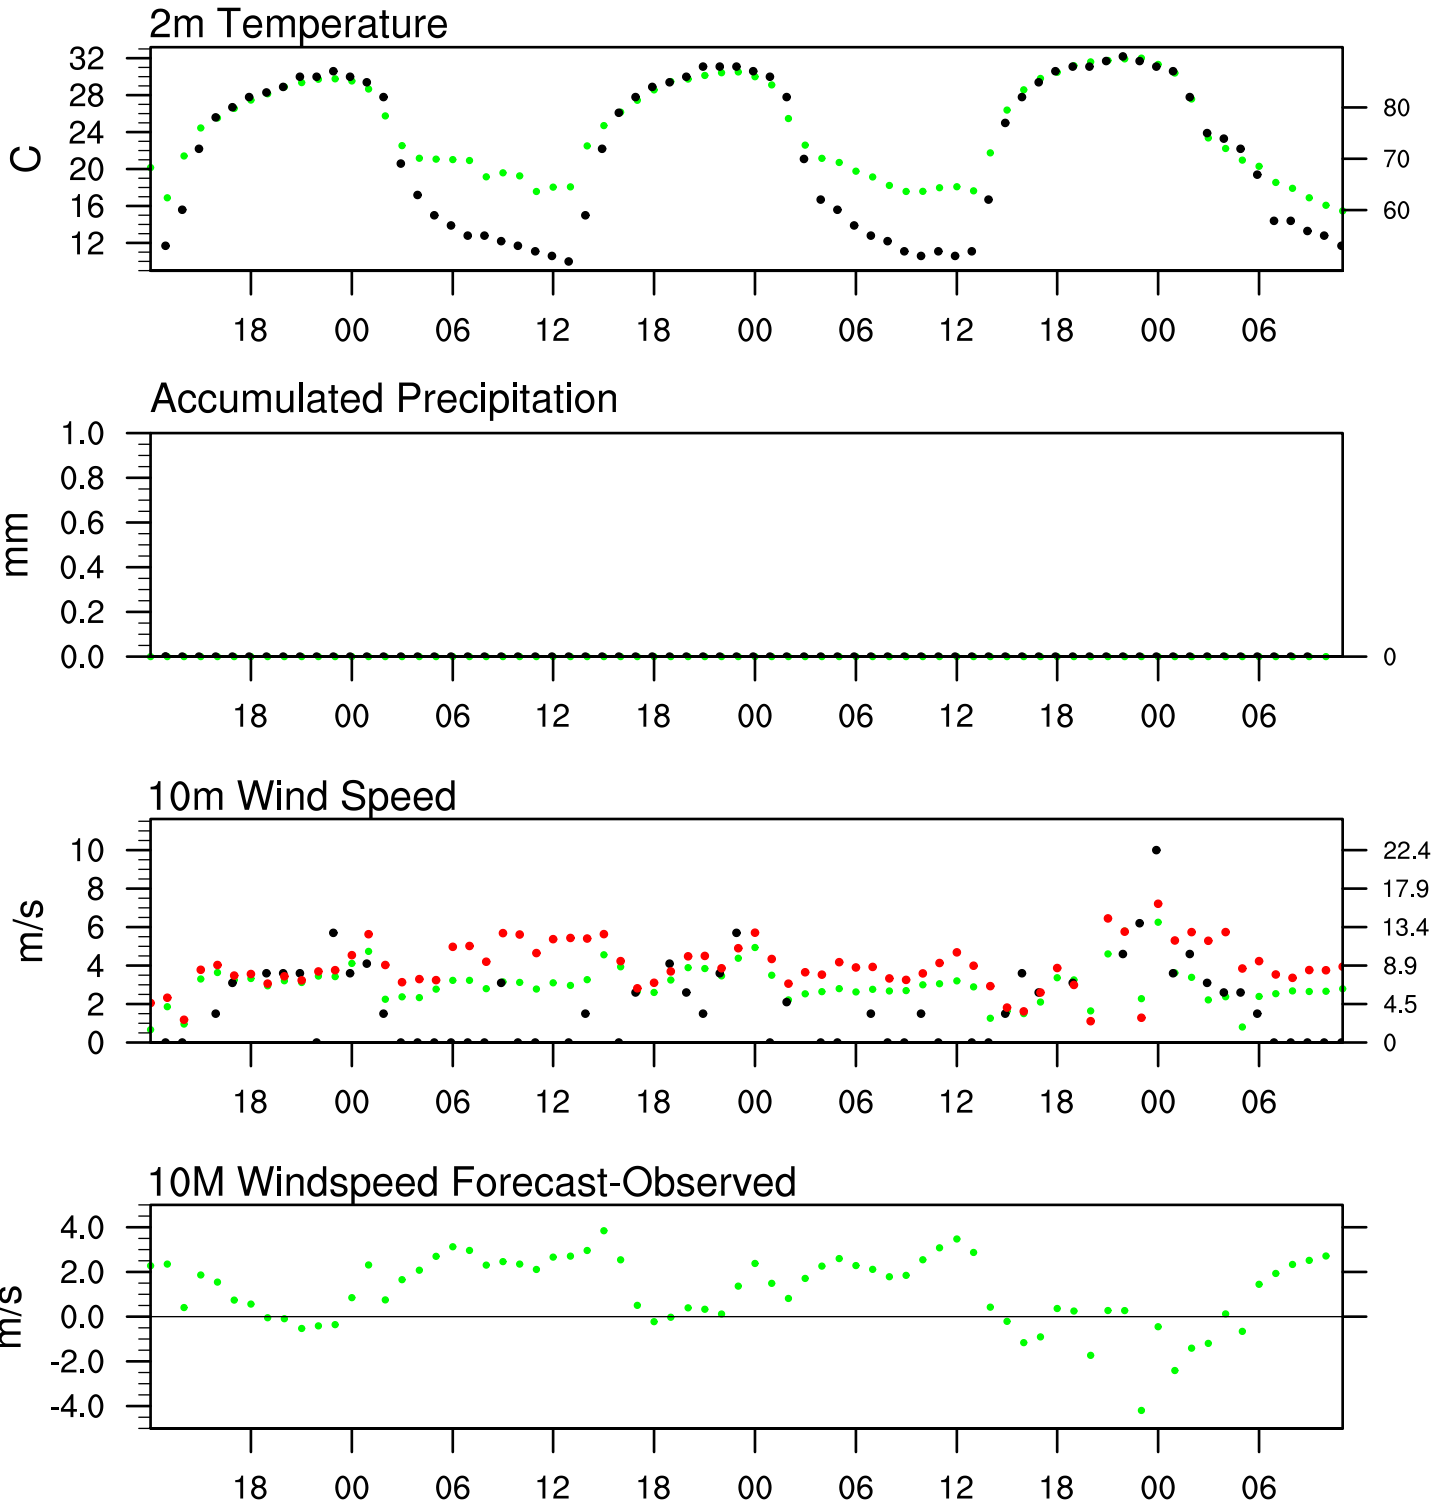 2m Temperature
32
28
24
20
16
12
C
80
70
60
18 00 06 12 18 00 06 12 18 00 06
Accumulated Precipitation
1.0
0.8
0.6
0.4
0.2
0.0
mm
0
18 00 06 12 18 00 06 12 18 00 06
10m Wind Speed
10
8
6
4
2
0
m/s
22.4
17.9
13.4
8.9
4.5
0
18 00 06 12 18 00 06 12 18 00 06
10M Windspeed Forecast-Observed
4.0
2.0
0.0
-2.0
-4.0
m/s
18 00 06 12 18 00 06 12 18 00 06